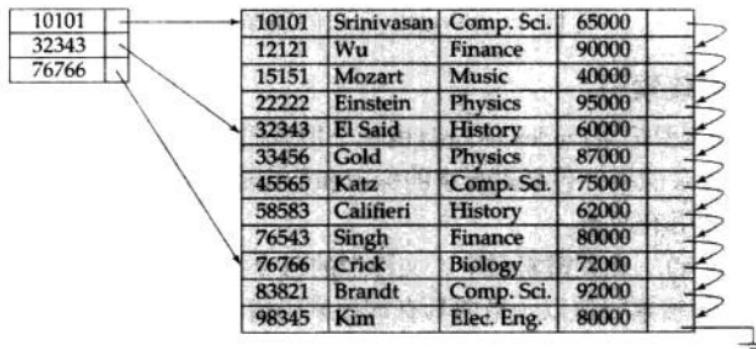 10101
32343
76766
10101 Srinivasan Comp. Sci. 65000
12121 Wu Finance 90000
15151 Mozart Music 40000
22222 Einstein Physics 95000
32343 El Said History 60000
33456 Gold Physics 87000
45565 Katz Comp. Sci. 75000
58583 Califieri History 62000
76543 Singh Finance 80000
76766 Crick Biology 72000
83821 Brandt Comp. Sci. 92000
98345 Kim Elec. Eng. 80000